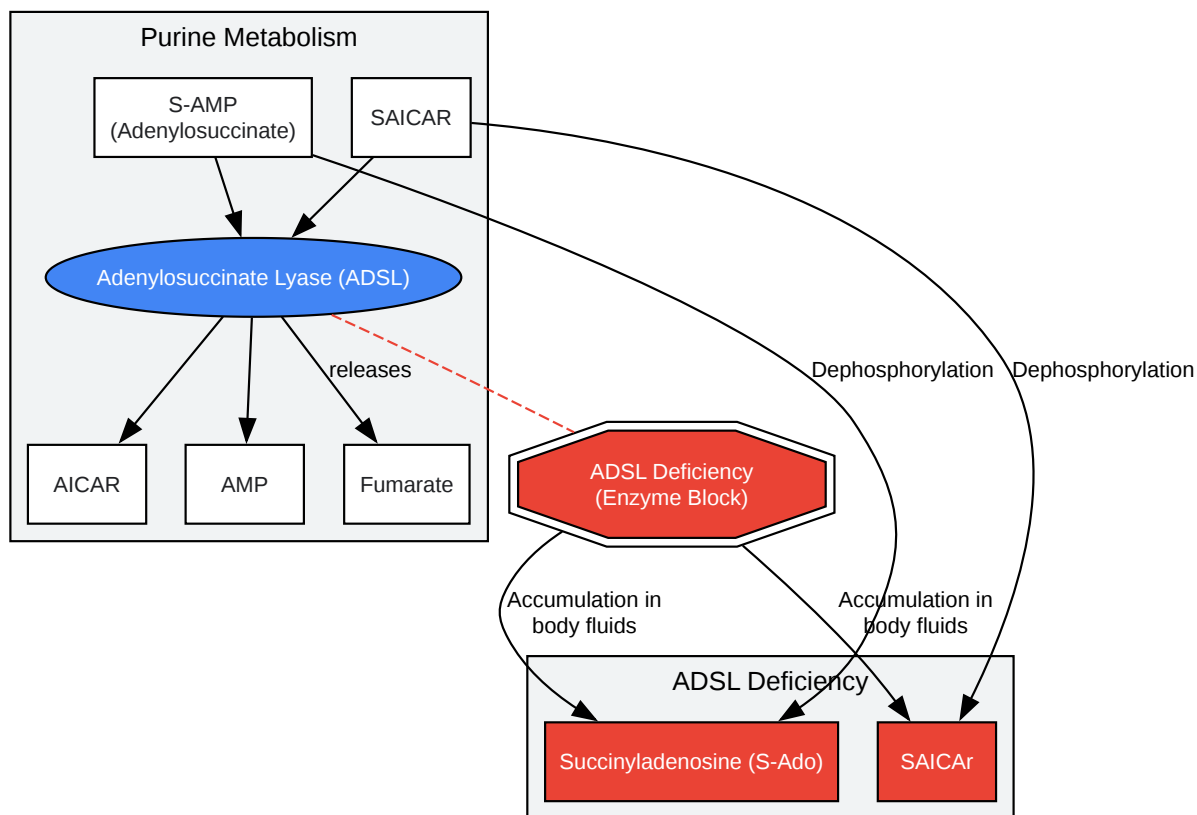 Purine Metabolism
S-AMP
(Adenylosuccinate)
SAICAR
Adenylosuccinate Lyase (ADSL)
releases
Dephosphorylation
Dephosphorylation
AICAR
AMP
Fumarate
ADSL Deficiency
(Enzyme Block)
Accumulation in
body fluids
Accumulation in
body fluids
ADSL Deficiency
Succinyladenosine (S-Ado)
SAICAr